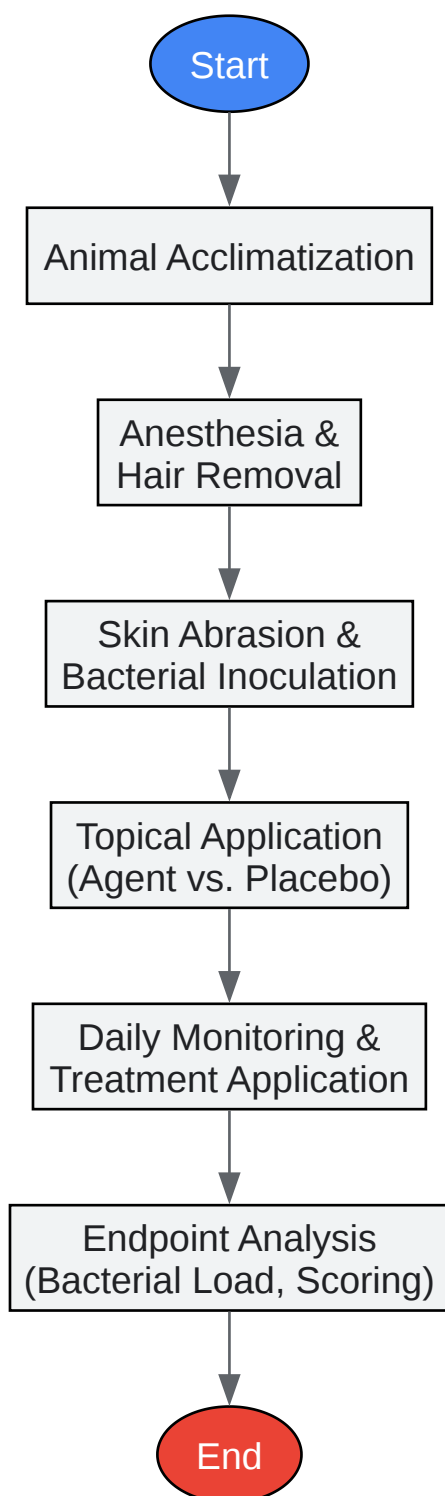 Start
Animal Acclimatization
Anesthesia &
Hair Removal
Skin Abrasion &
Bacterial Inoculation
Topical Application
(Agent vs. Placebo)
Daily Monitoring &
Treatment Application
Endpoint Analysis
(Bacterial Load, Scoring)
End